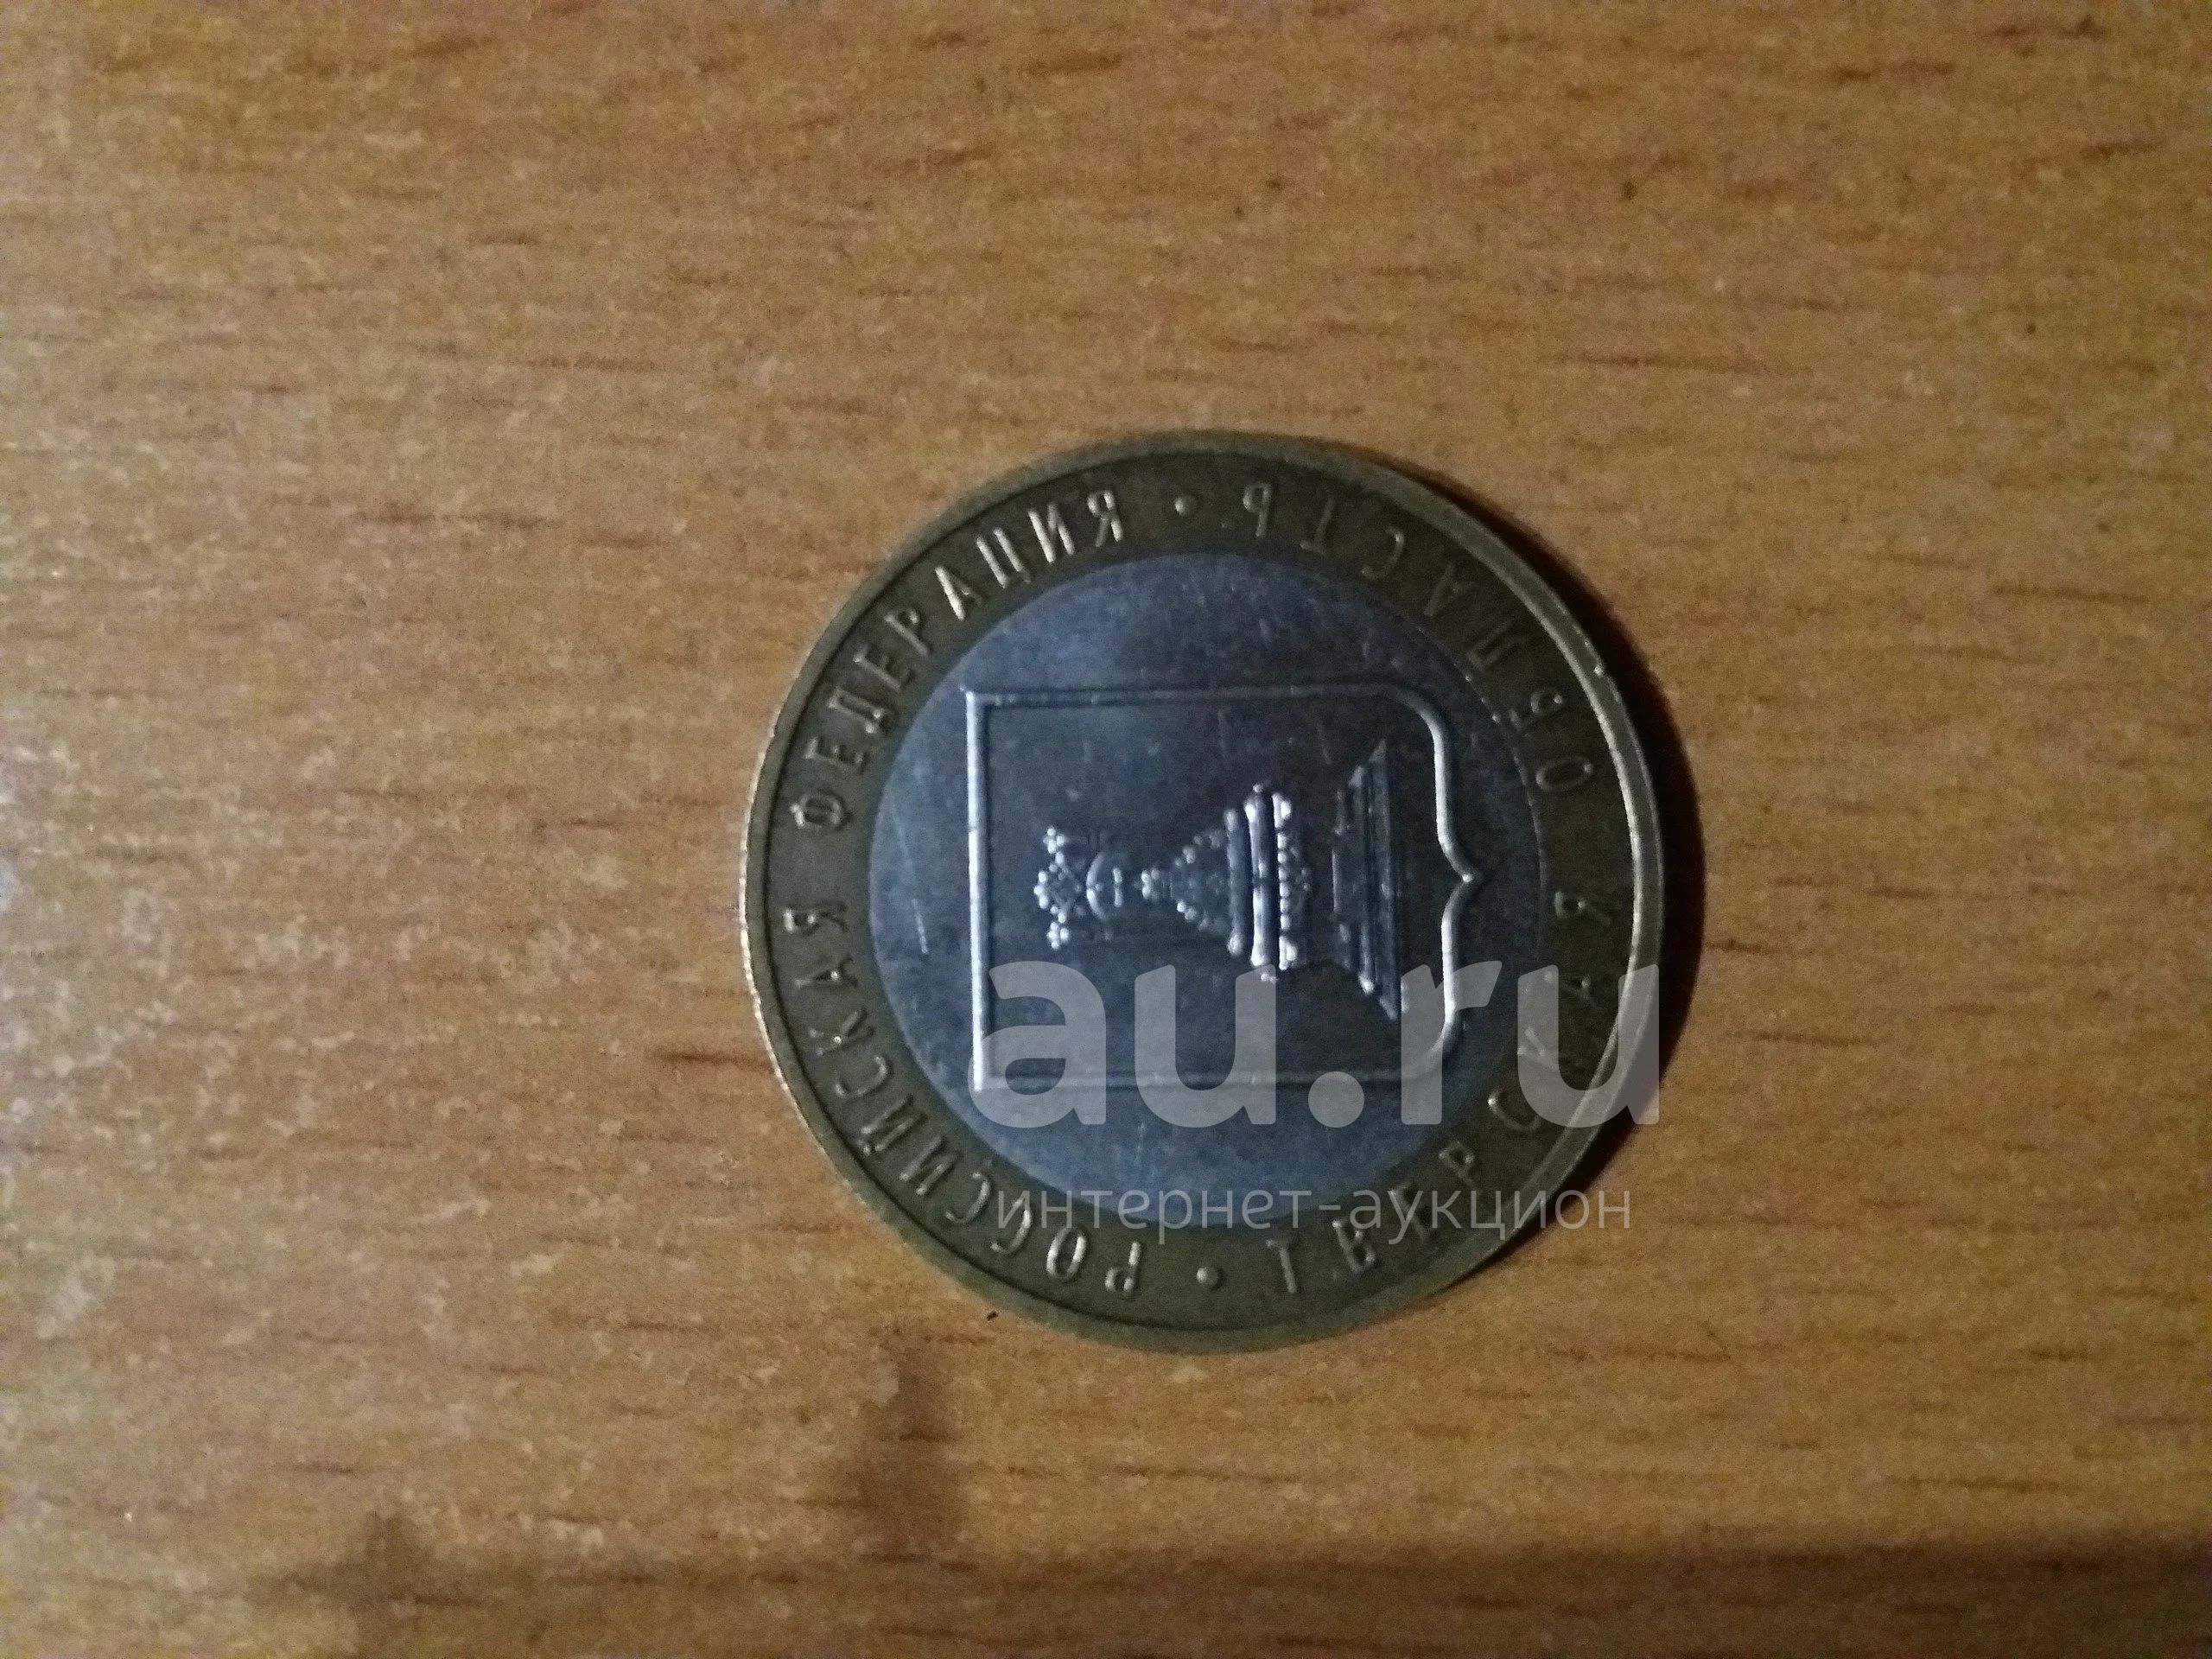 РОССИЙСКАЯ ФЕДЕРАЦИЯ
• ТВЕРСКАЯ ОБЛАСТЬ •
au.ru
интернет-аукцион